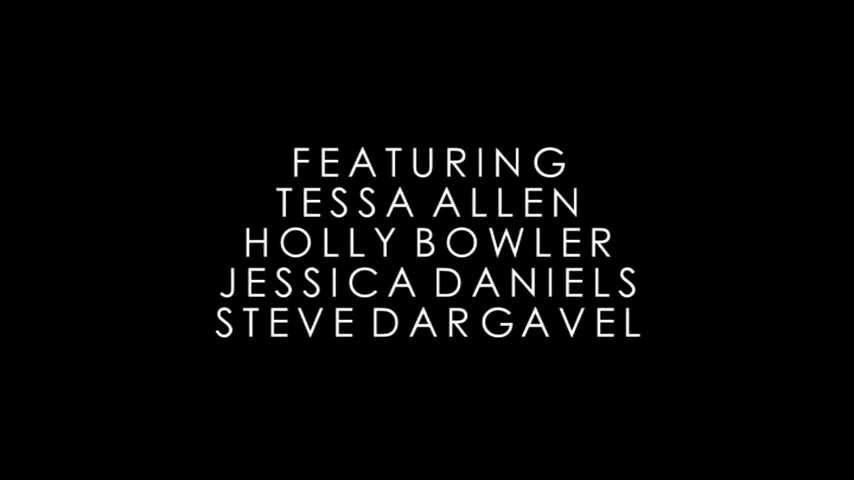 FEATURING
TESSA ALLEN
HOLLY BOWLER
JESSICA DANIELS
STEVE DARGAVEL